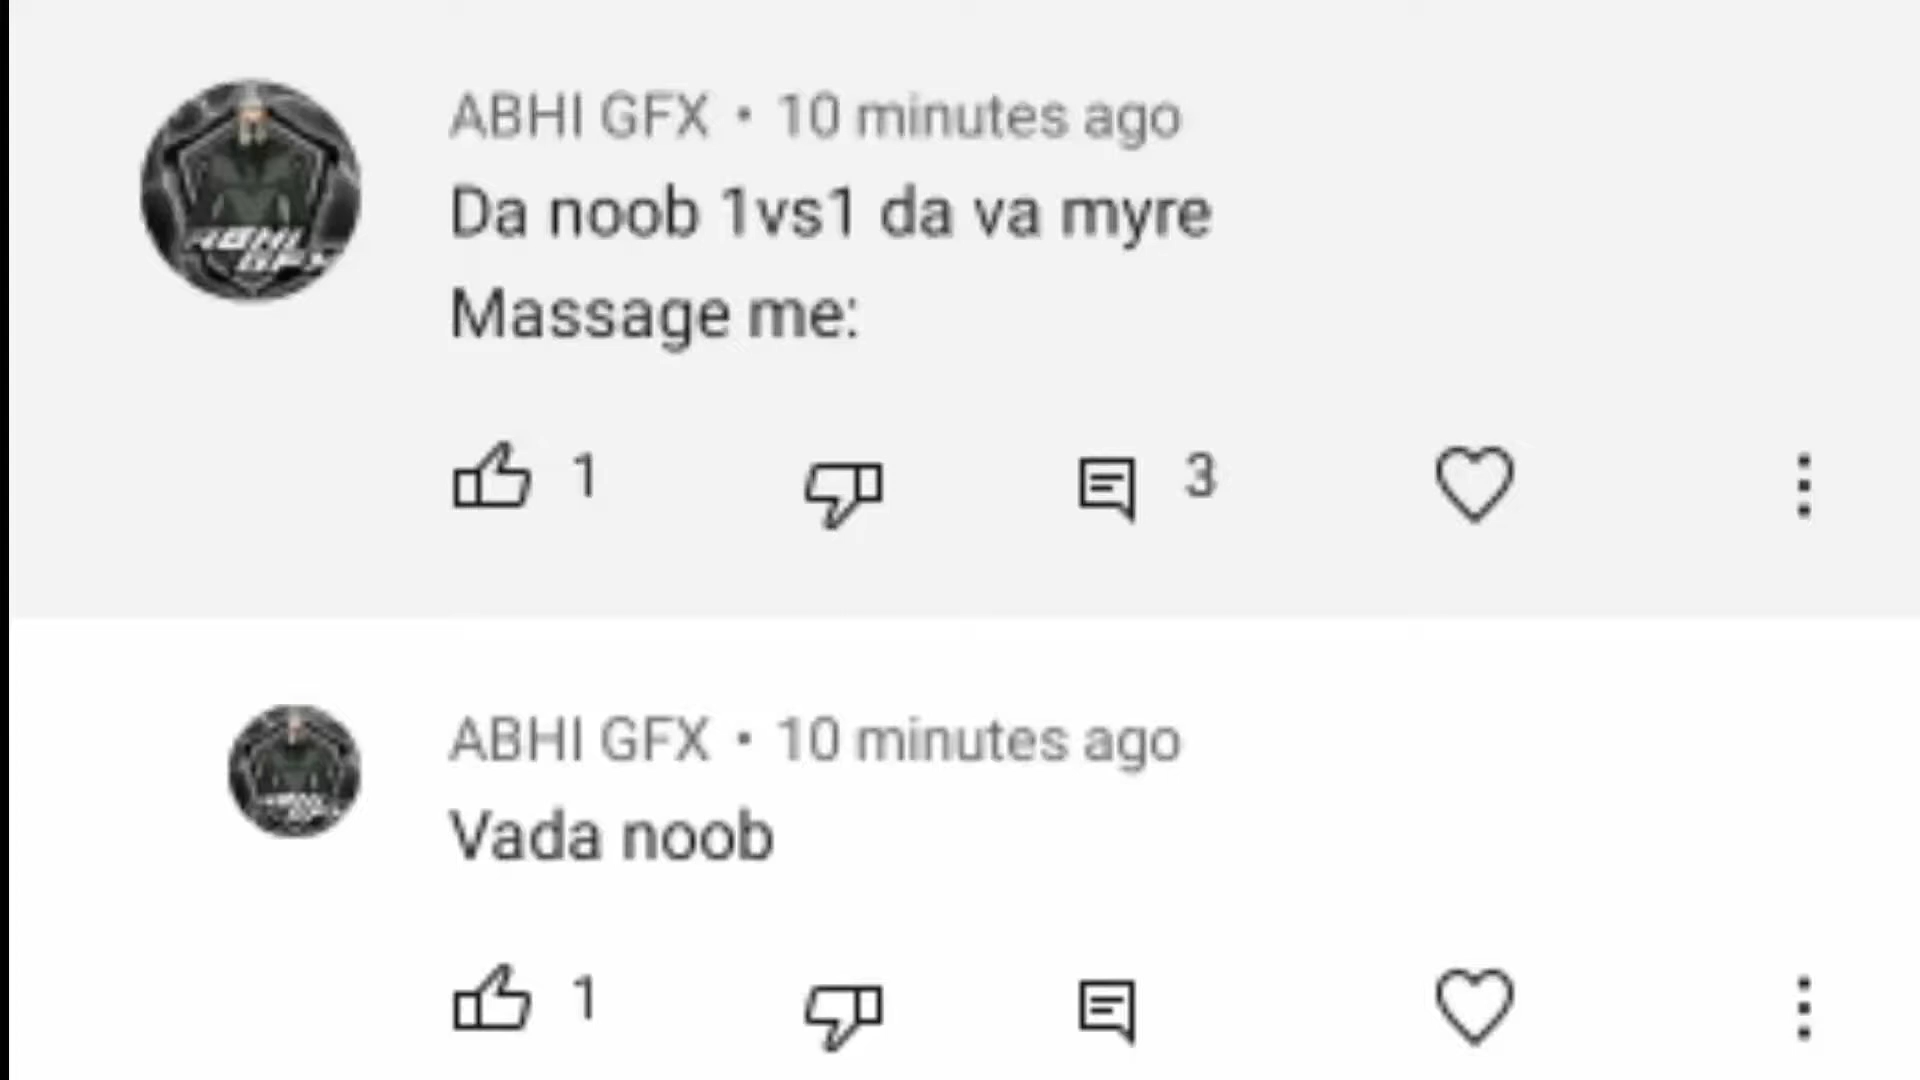 ABHI GFX • 10 minutes ago
Da noob 1vs1 da va myre
Massage me:
1
3
ABHI GFX • 10 minutes ago
Vada noob
1